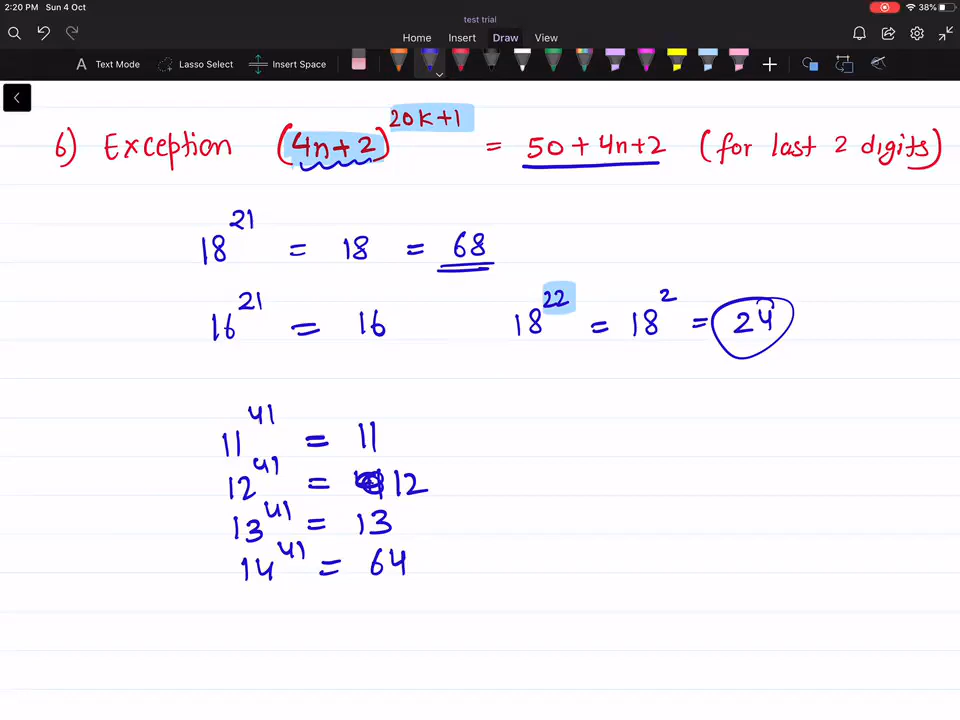 2:20 PM Sun 4 Oct 38%
test trial
Home Insert Draw View
Text Mode Lasso Select Insert Space
6) Exception (4n+2)^20K+1 = 50+4n+2 (for last 2 digits)
18^21 = 18 = 68
16^21 = 16 18^22 = 18^2 = 24
11^41 = 11
12^41 = 12
13^41 = 13
14^41 = 64